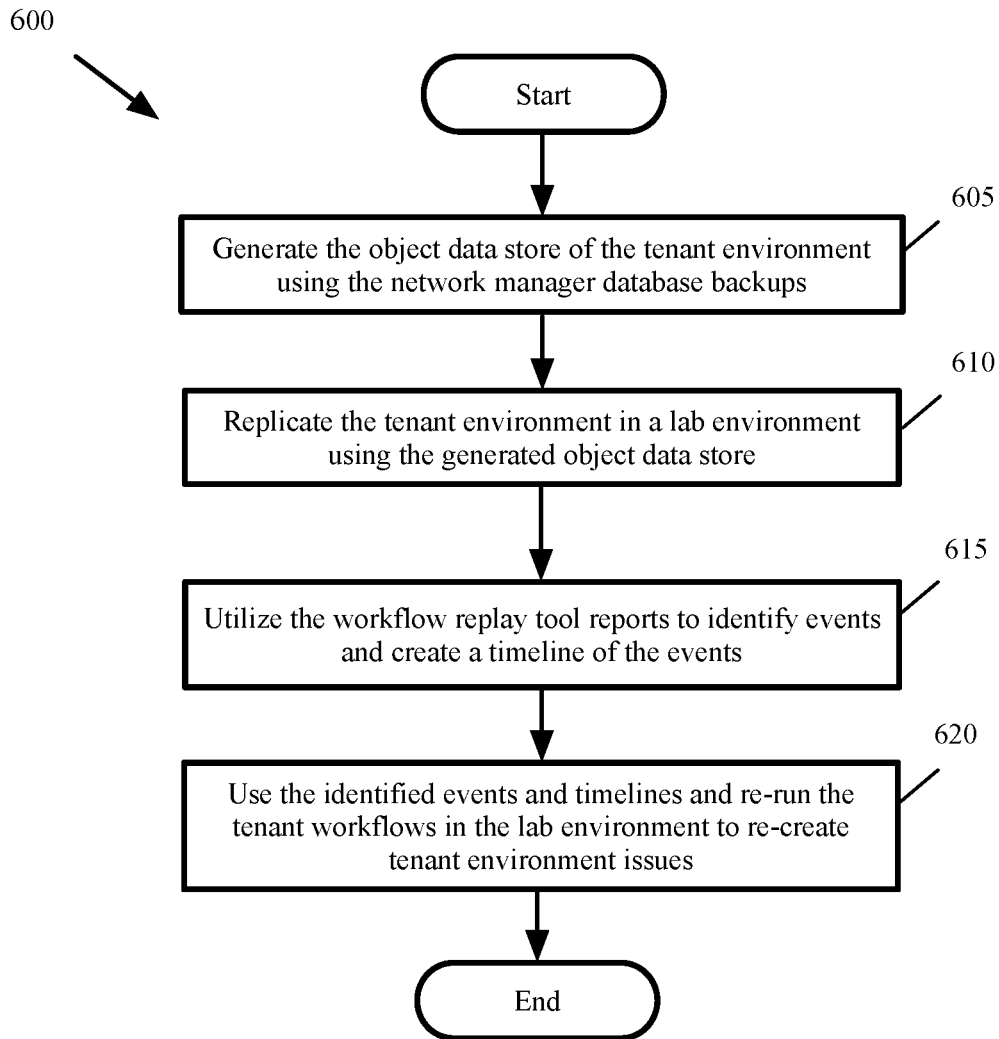 600
Start
605
Generate the object data store of the tenant environment
using the network manager database backups
610
Replicate the tenant environment in a lab environment
using the generated object data store
615
Utilize the workflow replay tool reports to identify events
and create a timeline of the events
620
Use the identified events and timelines and re-run the
tenant workflows in the lab environment to re-create
tenant environment issues
End